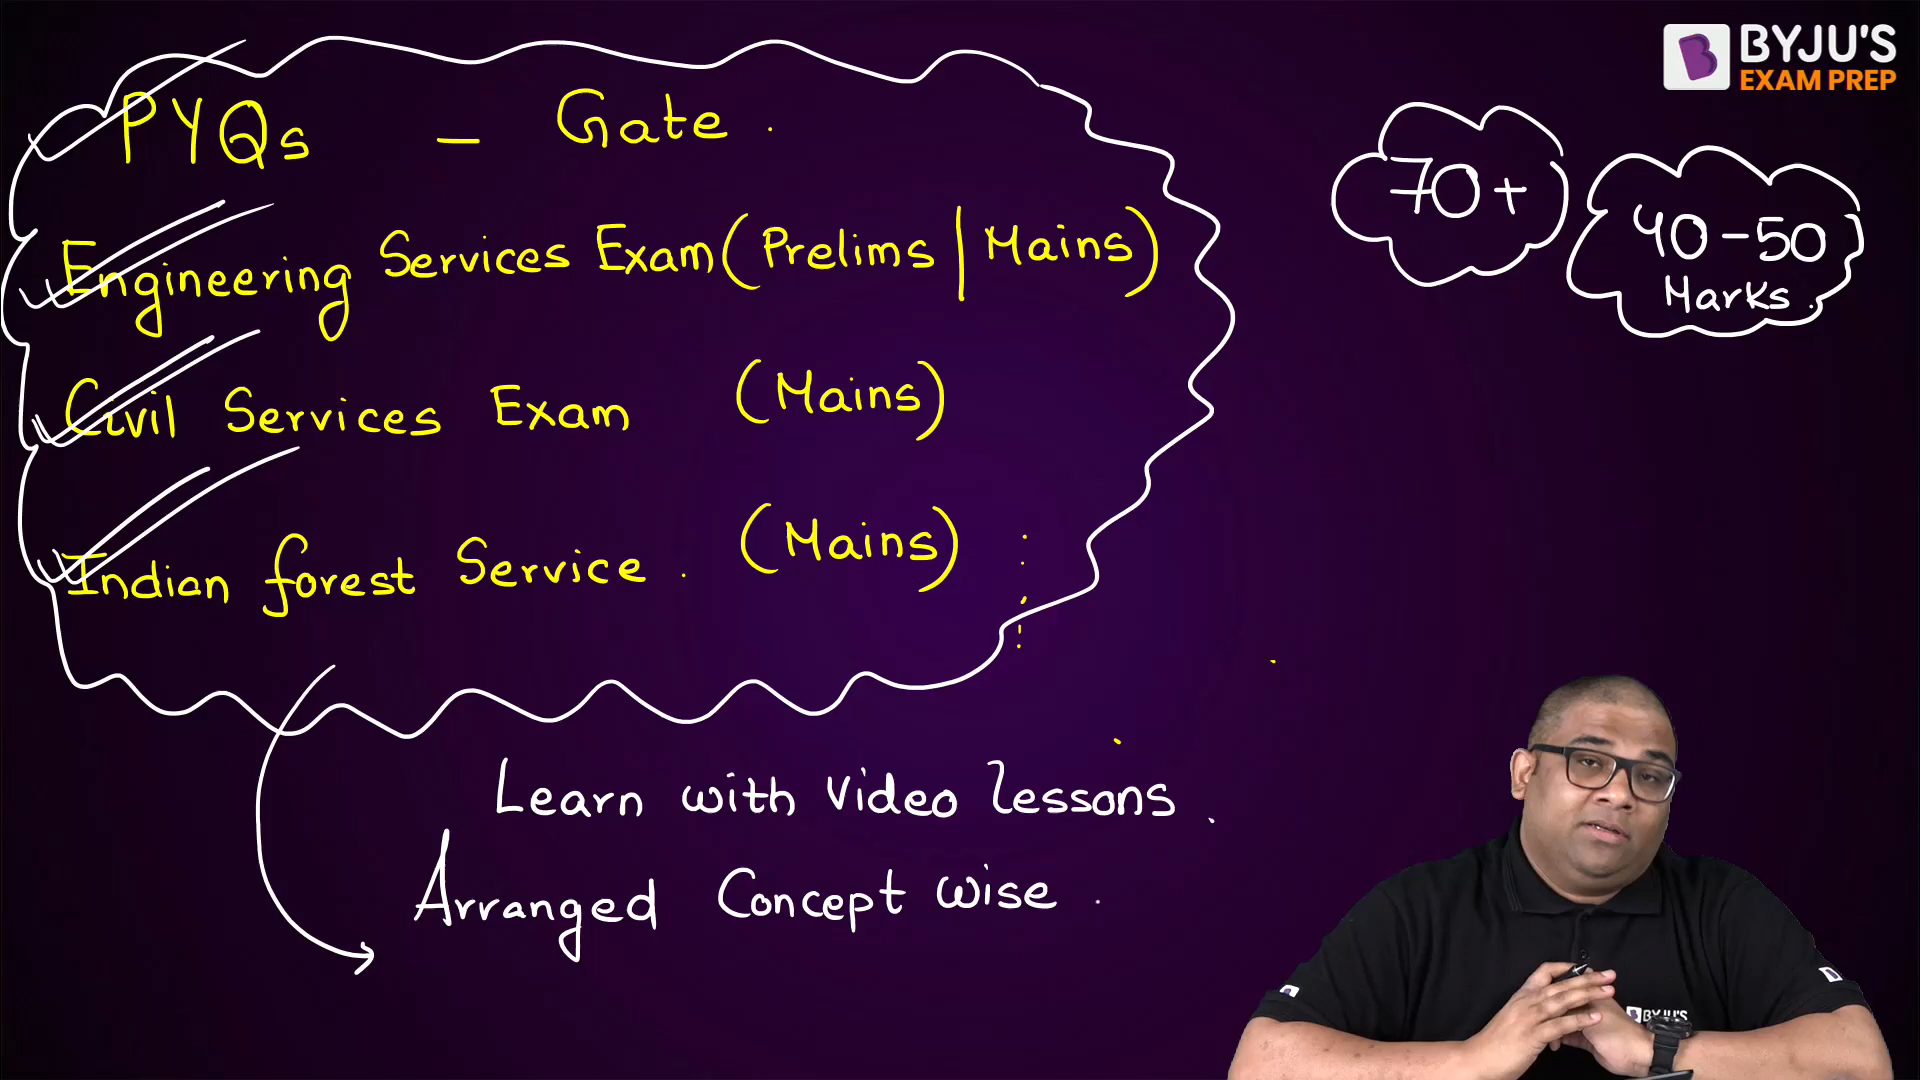 BYJU'S
EXAM PREP
PYQs - Gate.
70+
40-50
Marks.
Engineering Services Exam (Prelims | Mains)
Civil Services Exam (Mains)
Indian forest Service. (Mains)
Learn with video lessons.
Arranged Concept wise.
BYJU'S